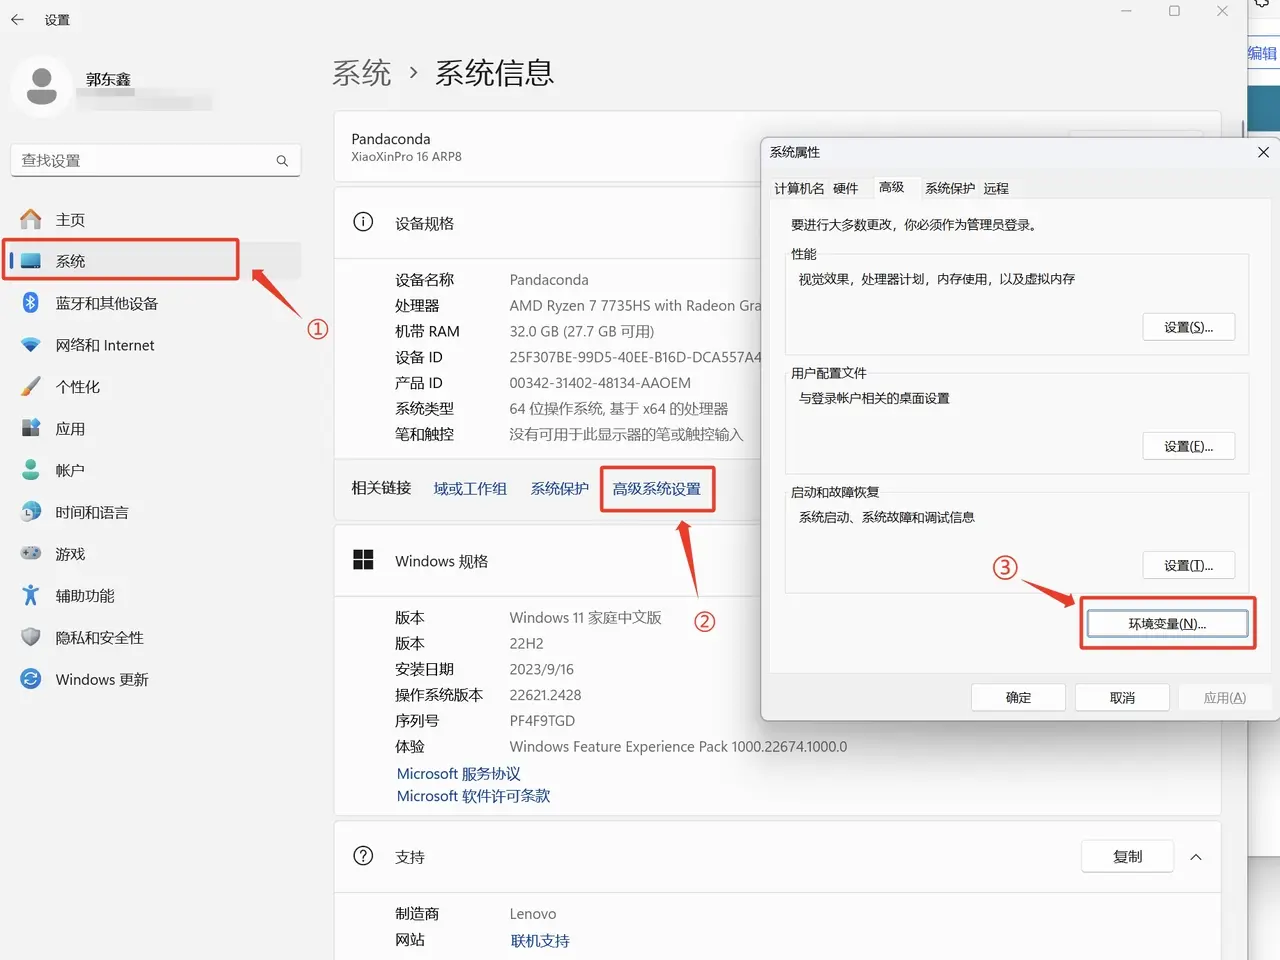 设置
编辑
郭东鑫
系统 › 系统信息
查找设置
主页
系统
①
蓝牙和其他设备
网络和 Internet
个性化
应用
帐户
时间和语言
游戏
辅助功能
隐私和安全性
Windows 更新
Pandaconda
XiaoXinPro 16 ARP8
设备规格
设备名称 Pandaconda
处理器 AMD Ryzen 7 7735HS with Radeon Gra
机带 RAM 32.0 GB (27.7 GB 可用)
设备 ID 25F307BE-99D5-40EE-B16D-DCA557A4
产品 ID 00342-31402-48134-AAOEM
系统类型 64 位操作系统, 基于 x64 的处理器
笔和触控 没有可用于此显示器的笔或触控输入
相关链接 域或工作组 系统保护 高级系统设置
②
Windows 规格
版本 Windows 11 家庭中文版
版本 22H2
安装日期 2023/9/16
操作系统版本 22621.2428
序列号 PF4F9TGD
体验 Windows Feature Experience Pack 1000.22674.1000.0
Microsoft 服务协议
Microsoft 软件许可条款
支持 复制
制造商 Lenovo
网站 联机支持
系统属性
计算机名 硬件 高级 系统保护 远程
要进行大多数更改，你必须作为管理员登录。
性能
视觉效果，处理器计划，内存使用，以及虚拟内存
设置(S)...
用户配置文件
与登录帐户相关的桌面设置
设置(E)...
启动和故障恢复
系统启动、系统故障和调试信息
设置(T)...
③
环境变量(N)...
确定 取消 应用(A)